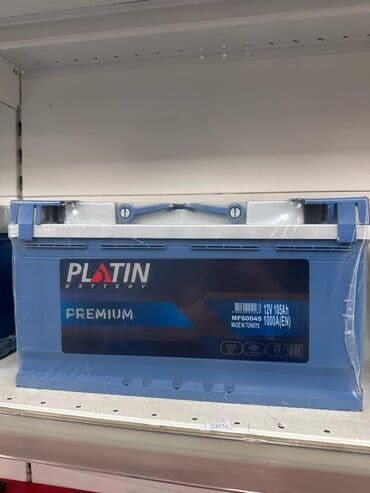 PLATIN
BATTERY
PREMIUM
12V 105Ah
MF60045 1000A(EN)
MADE IN TÜRKİYE